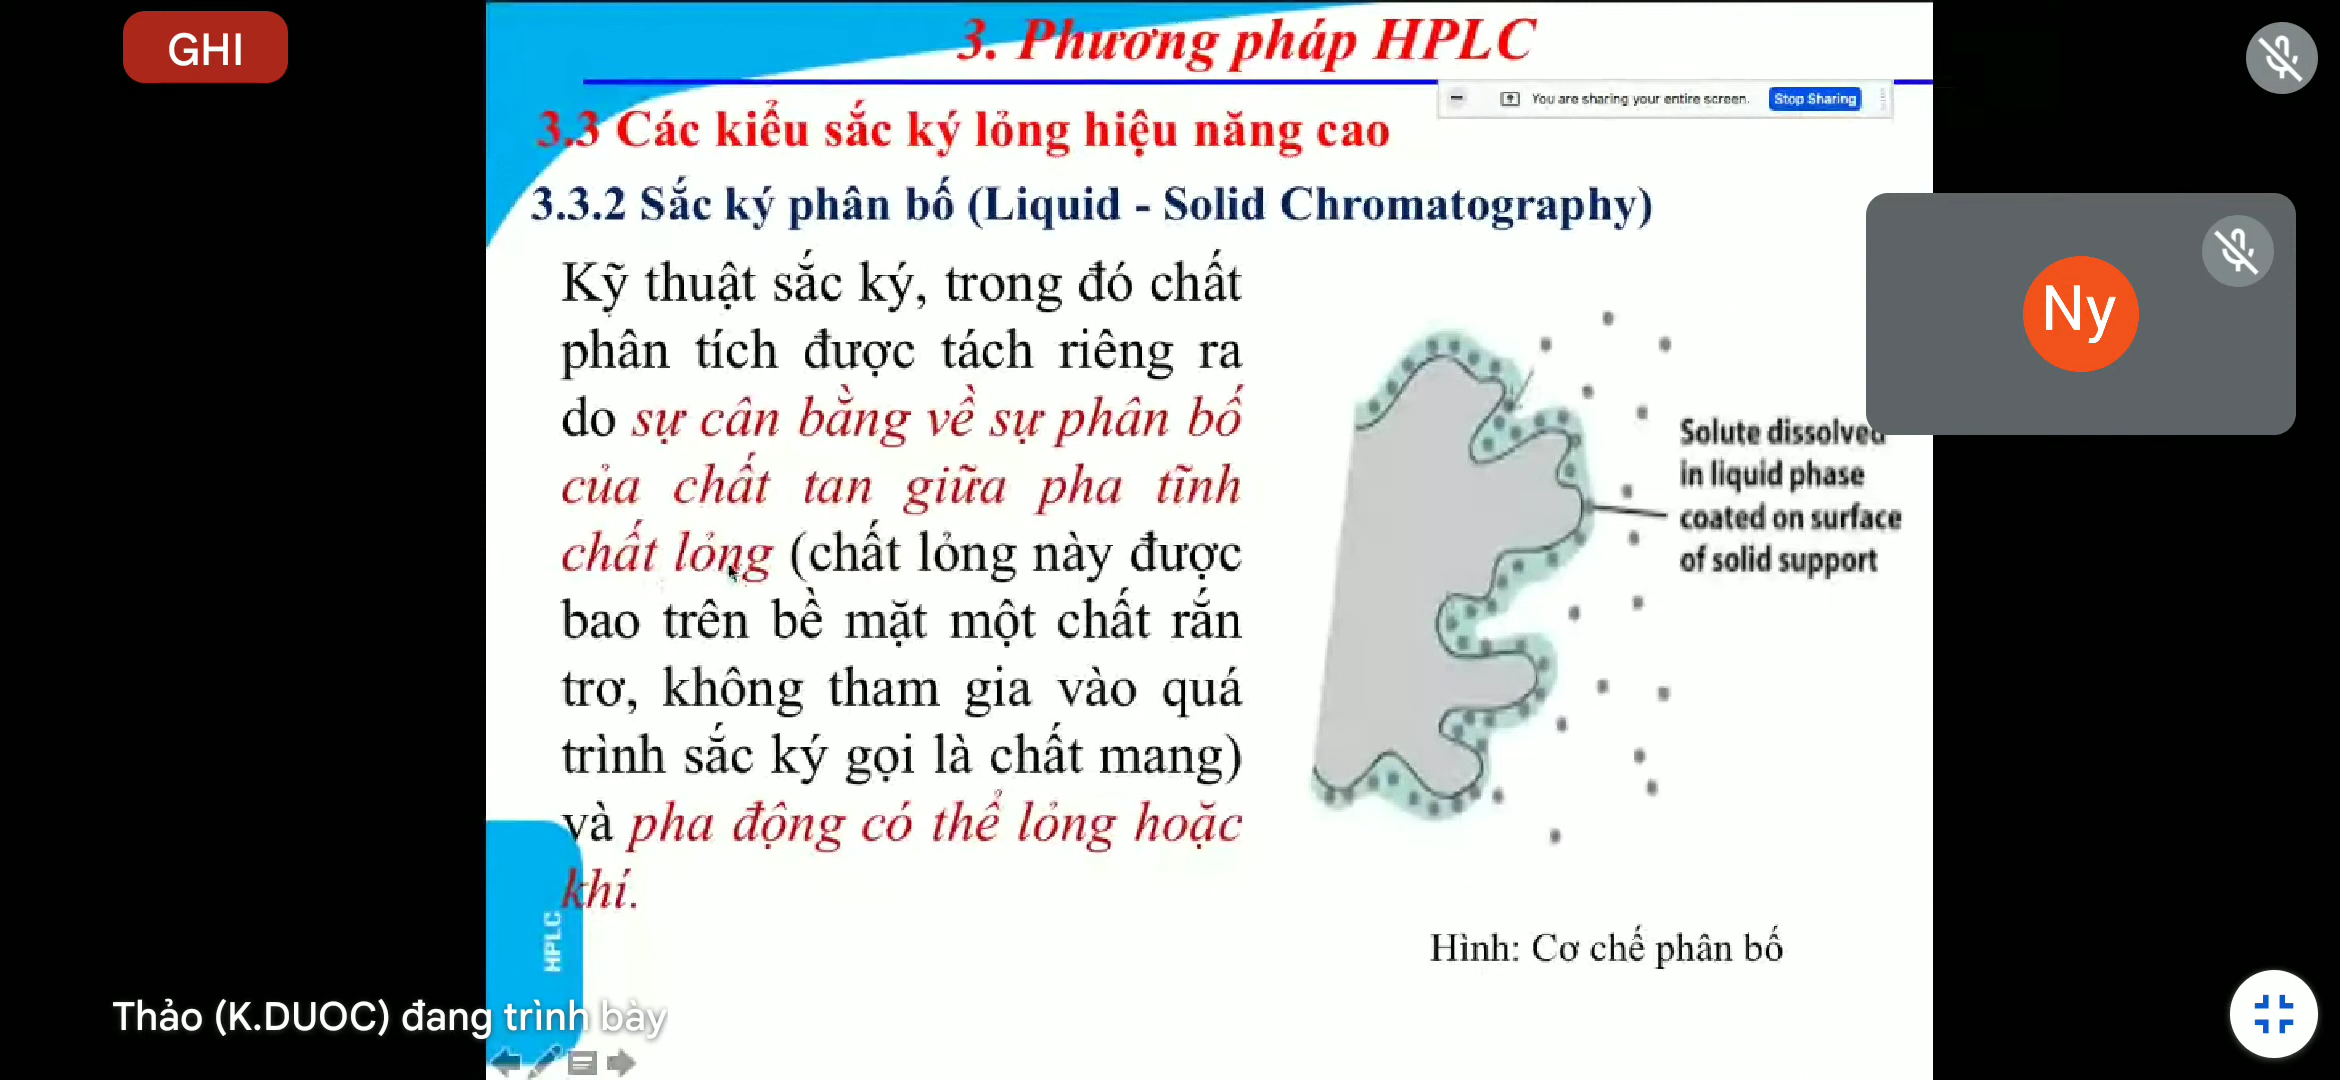 GHI
3. Phương pháp HPLC
You are sharing your entire screen.
Stop Sharing
3.3 Các kiểu sắc ký lỏng hiệu năng cao
3.3.2 Sắc ký phân bố (Liquid - Solid Chromatography)
Kỹ thuật sắc ký, trong đó chất
phân tích được tách riêng ra
do sự cân bằng về sự phân bố
của chất tan giữa pha tĩnh
chất lỏng (chất lỏng này được
bao trên bề mặt một chất rắn
trơ, không tham gia vào quá
trình sắc ký gọi là chất mang)
và pha động có thể lỏng hoặc
khí.
Ny
Solute dissolved
in liquid phase
coated on surface
of solid support
Hình: Cơ chế phân bố
HPLC
Thảo (K.DUOC) đang trình bày